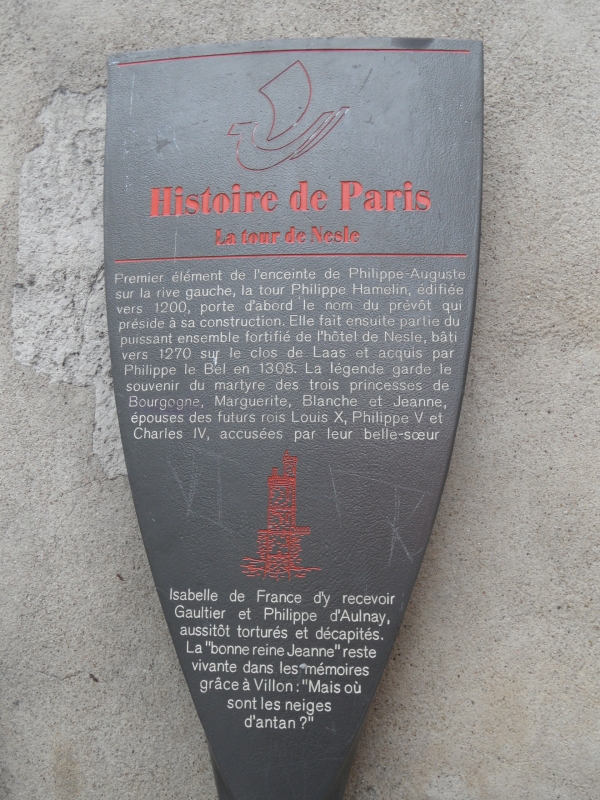 Histoire de Paris
La tour de Nesle
Premier élément de l'enceinte de Philippe-Auguste
sur la rive gauche, la tour Philippe Hamelin, édifiée
vers 1200, porte d'abord le nom du prévôt qui
préside à sa construction. Elle fait ensuite partie du
puissant ensemble fortifié de l'hôtel de Nesle, bâti
vers 1270 sur le clos de Laas et acquis par
Philippe le Bel en 1308. La légende garde le
souvenir du martyre des trois princesses de
Bourgogne, Marguerite, Blanche et Jeanne,
épouses des futurs rois Louis X, Philippe V et
Charles IV, accusées par leur belle-sœur
Isabelle de France d'y recevoir
Gaultier et Philippe d'Aulnay,
aussitôt torturés et décapités.
La "bonne reine Jeanne" reste
vivante dans les mémoires
grâce à Villon : "Mais où
sont les neiges
d'antan ?"